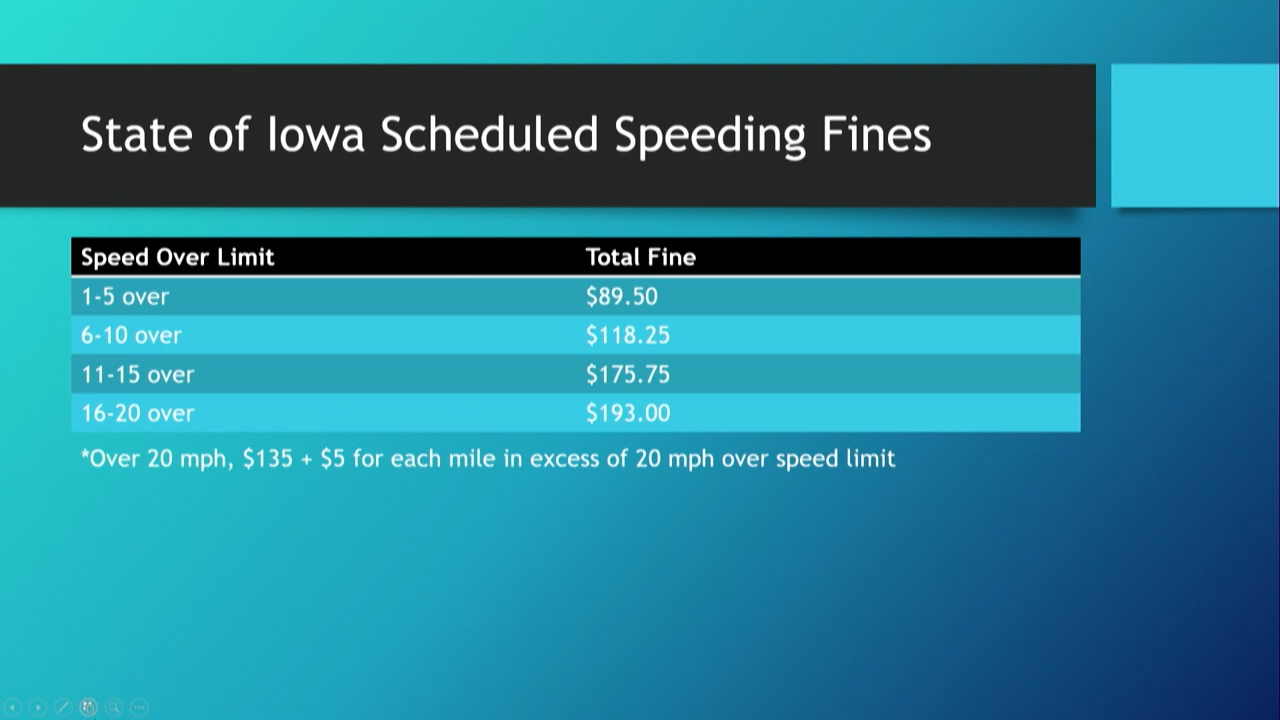 State of Iowa Scheduled Speeding Fines
Speed Over Limit Total Fine
1-5 over $89.50
6-10 over $118.25
11-15 over $175.75
16-20 over $193.00
*Over 20 mph, $135 + $5 for each mile in excess of 20 mph over speed limit